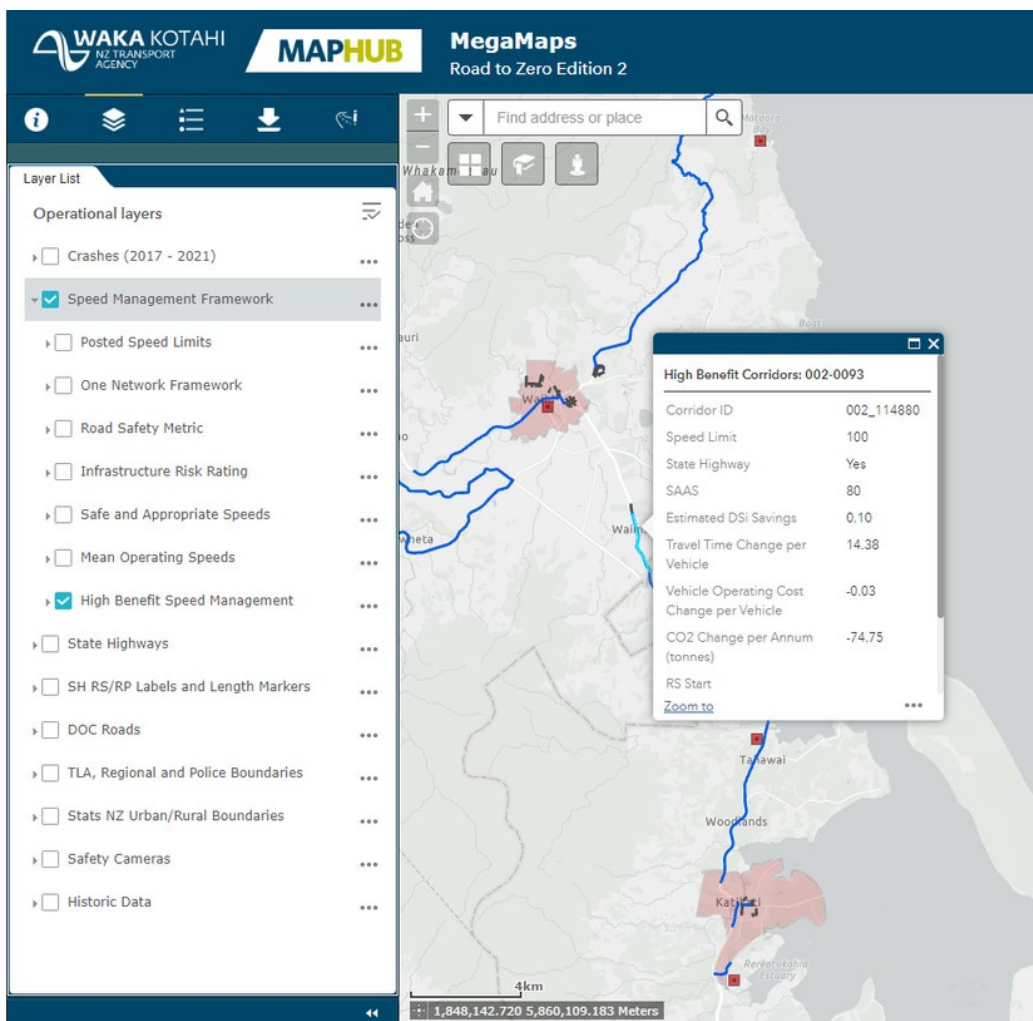 WAKA KOTAHI
NZ TRANSPORT
AGENCY
MAPHUB
MegaMaps
Road to Zero Edition 2
Layer List
Operational layers
Crashes (2017 - 2021)
Speed Management Framework
Posted Speed Limits
One Network Framework
Road Safety Metric
Infrastructure Risk Rating
Safe and Appropriate Speeds
Mean Operating Speeds
High Benefit Speed Management
State Highways
SH RS/RP Labels and Length Markers
DOC Roads
TLA, Regional and Police Boundaries
Stats NZ Urban/Rural Boundaries
Safety Cameras
Historic Data
Find address or place
Bay
High Benefit Corridors: 002-0093
Corridor ID 002_114880
Speed Limit 100
State Highway Yes
SAAS 80
Estimated DSi Savings 0.10
Travel Time Change per 14.38
Vehicle
Vehicle Operating Cost -0.03
Change per Vehicle
CO2 Change per Annum -74.75
(tonnes)
RS Start
Zoom to
Woodlands
Katikati
Estuary
4km
1,848,142.720 5,860,109.183 Meters